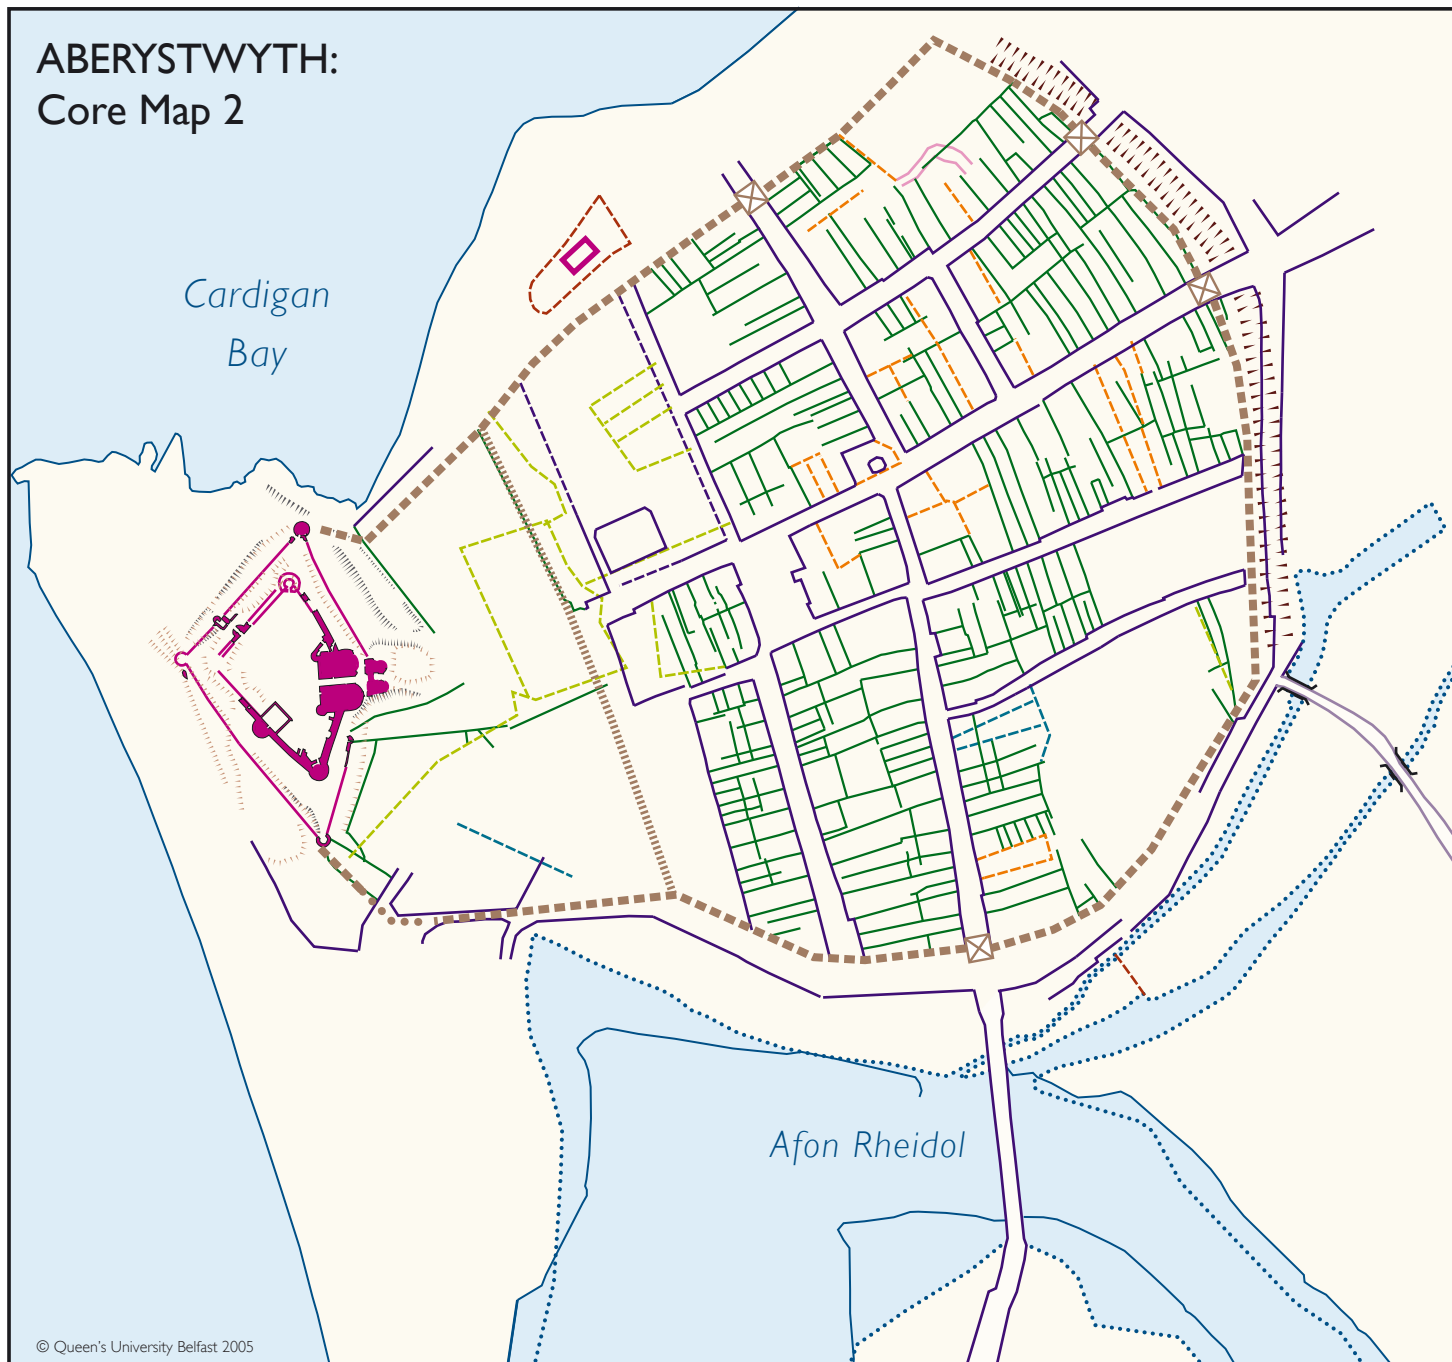 ABERYSTWYTH:
Core Map 2
Cardigan
Bay
Afon Rheidol
© Queen's University Belfast 2005